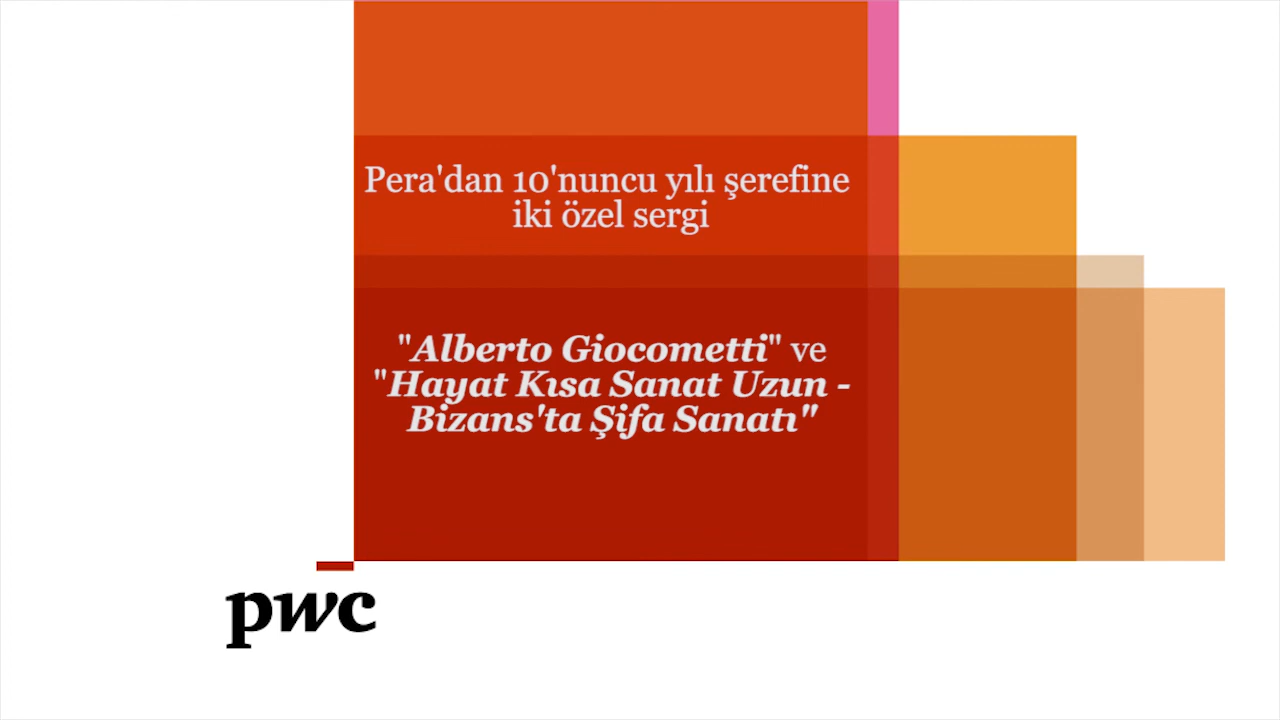 Pera'dan 10'nuncu yılı şerefine
iki özel sergi
"Alberto Giocometti" ve
"Hayat Kısa Sanat Uzun -
Bizans'ta Şifa Sanatı"
pwc